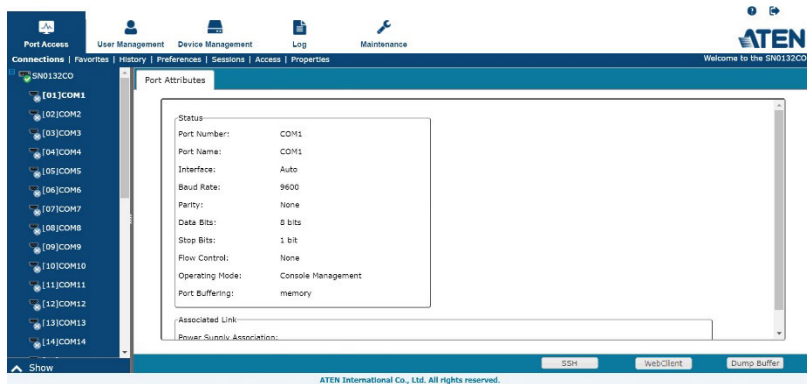 ATEN
Port Access User Management Device Management Log Maintenance
Connections | Favorites | History | Preferences | Sessions | Access | Properties
Welcome to the SN0132CO
SN0132CO
[01]COM1
[02]COM2
[03]COM3
[04]COM4
[05]COM5
[06]COM6
[07]COM7
[08]COM8
[09]COM9
[10]COM10
[11]COM11
[12]COM12
[13]COM13
[14]COM14
Show
Port Attributes
Status
Port Number: COM1
Port Name: COM1
Interface: Auto
Baud Rate: 9600
Parity: None
Data Bits: 8 bits
Stop Bits: 1 bit
Flow Control: None
Operating Mode: Console Management
Port Buffering: memory
Associated Link
Power Supply Association:
SSH WebClient Dump Buffer
ATEN International Co., Ltd. All rights reserved.